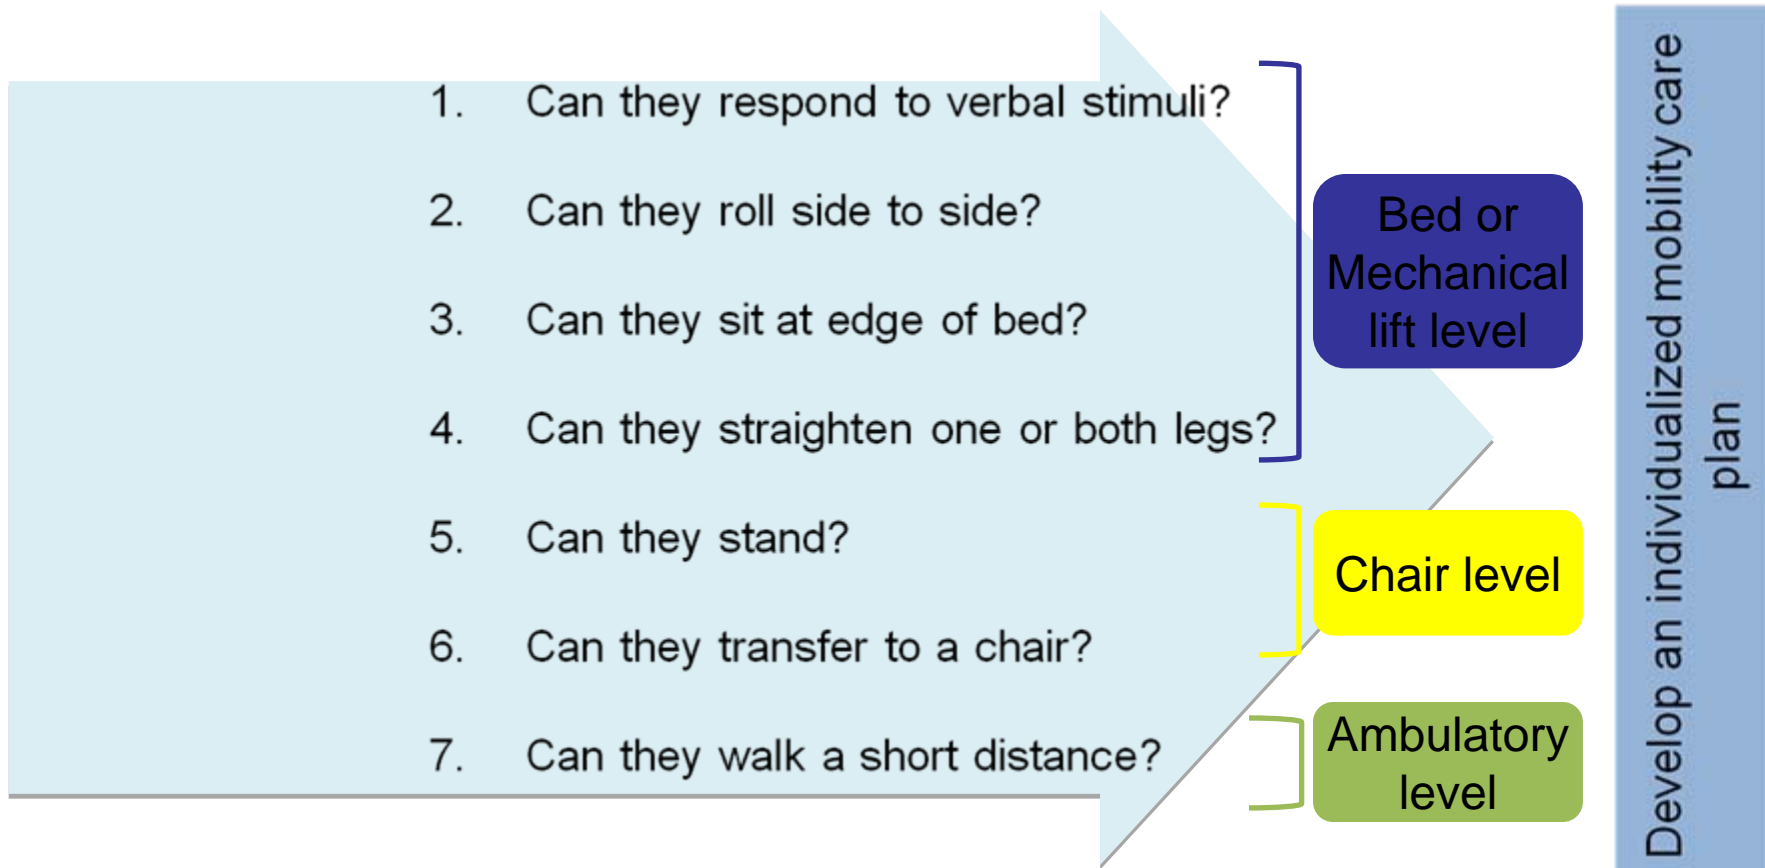 1. Can they respond to verbal stimuli?
2. Can they roll side to side?
3. Can they sit at edge of bed?
4. Can they straighten one or both legs?
Bed or
Mechanical
lift level
5. Can they stand?
6. Can they transfer to a chair?
Chair level
7. Can they walk a short distance?
Ambulatory
level
Develop an individualized mobility care
plan